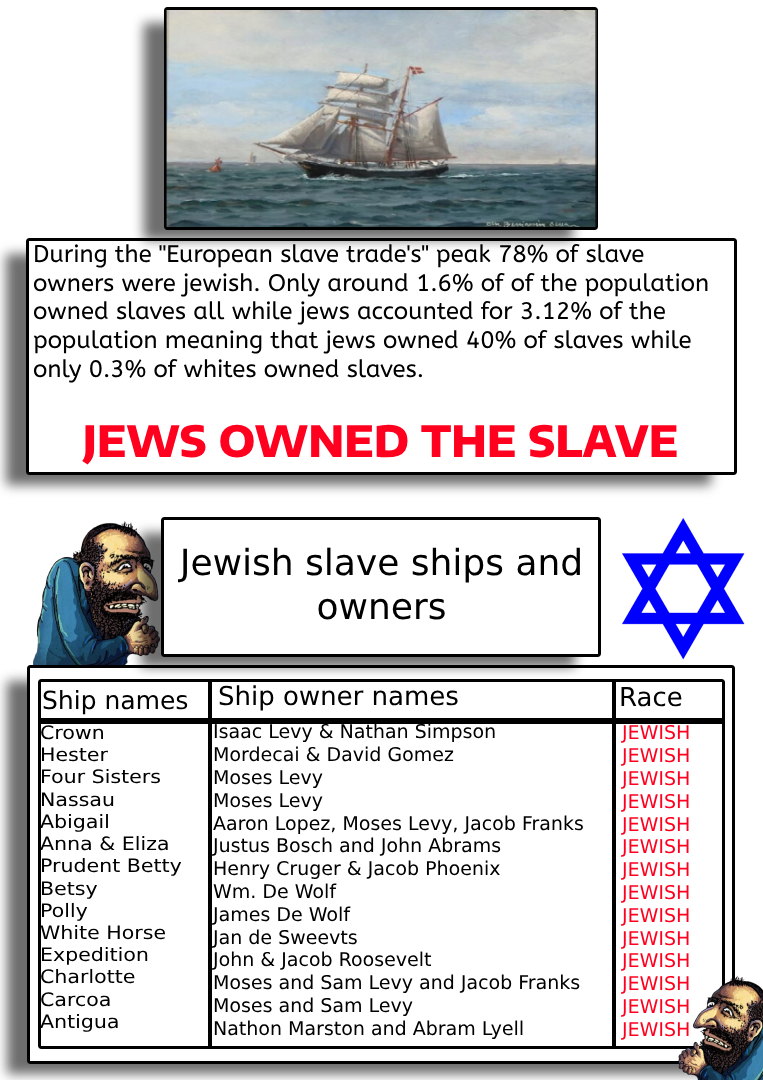 During the "European slave trade's" peak 78% of slave
owners were jewish. Only around 1.6% of of the population
owned slaves all while jews accounted for 3.12% of the
population meaning that jews owned 40% of slaves while
only 0.3% of whites owned slaves.
JEWS OWNED THE SLAVE
Jewish slave ships and
owners
Ship names Ship owner names Race
Crown Isaac Levy & Nathan Simpson JEWISH
Hester Mordecai & David Gomez JEWISH
Four Sisters Moses Levy JEWISH
Nassau Moses Levy JEWISH
Abigail Aaron Lopez, Moses Levy, Jacob Franks JEWISH
Anna & Eliza Justus Bosch and John Abrams JEWISH
Prudent Betty Henry Cruger & Jacob Phoenix JEWISH
Betsy Wm. De Wolf JEWISH
Polly James De Wolf JEWISH
White Horse Jan de Sweevts JEWISH
Expedition John & Jacob Roosevelt JEWISH
Charlotte Moses and Sam Levy and Jacob Franks JEWISH
Carcoa Moses and Sam Levy JEWISH
Antigua Nathon Marston and Abram Lyell JEWISH